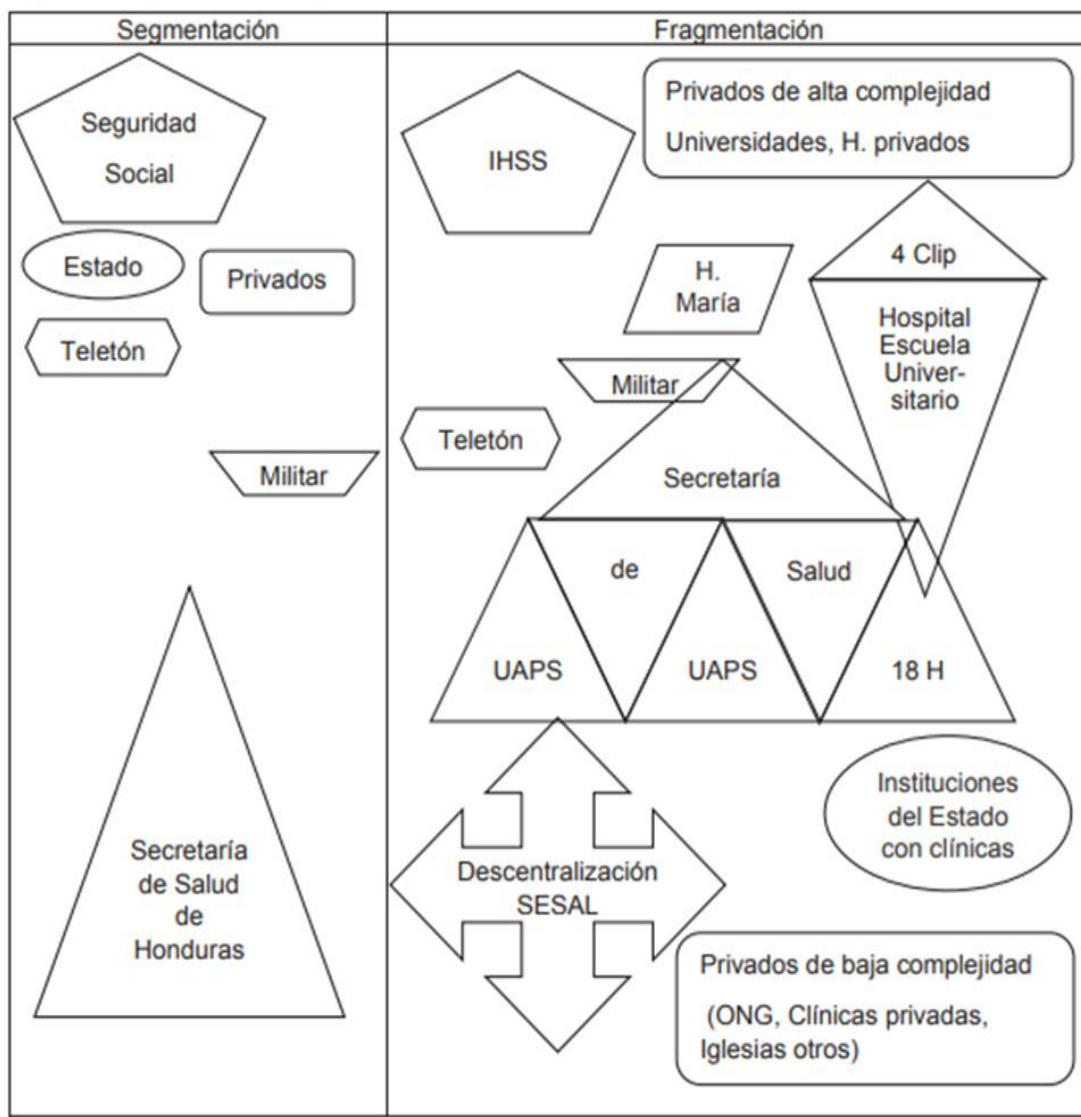 Segmentación
Seguridad
Social
Estado
Privados
Teletón
Militar
Secretaría
de Salud
de
Honduras
Fragmentación
IHSS
Privados de alta complejidad
Universidades, H. privados
H.
María
4 Clip
Hospital
Escuela
Univer-
sitario
Militar
Teletón
Secretaría
de
Salud
UAPS
UAPS
18 H
Instituciones
del Estado
con clínicas
Descentralización
SESAL
Privados de baja complejidad
(ONG, Clínicas privadas,
Iglesias otros)